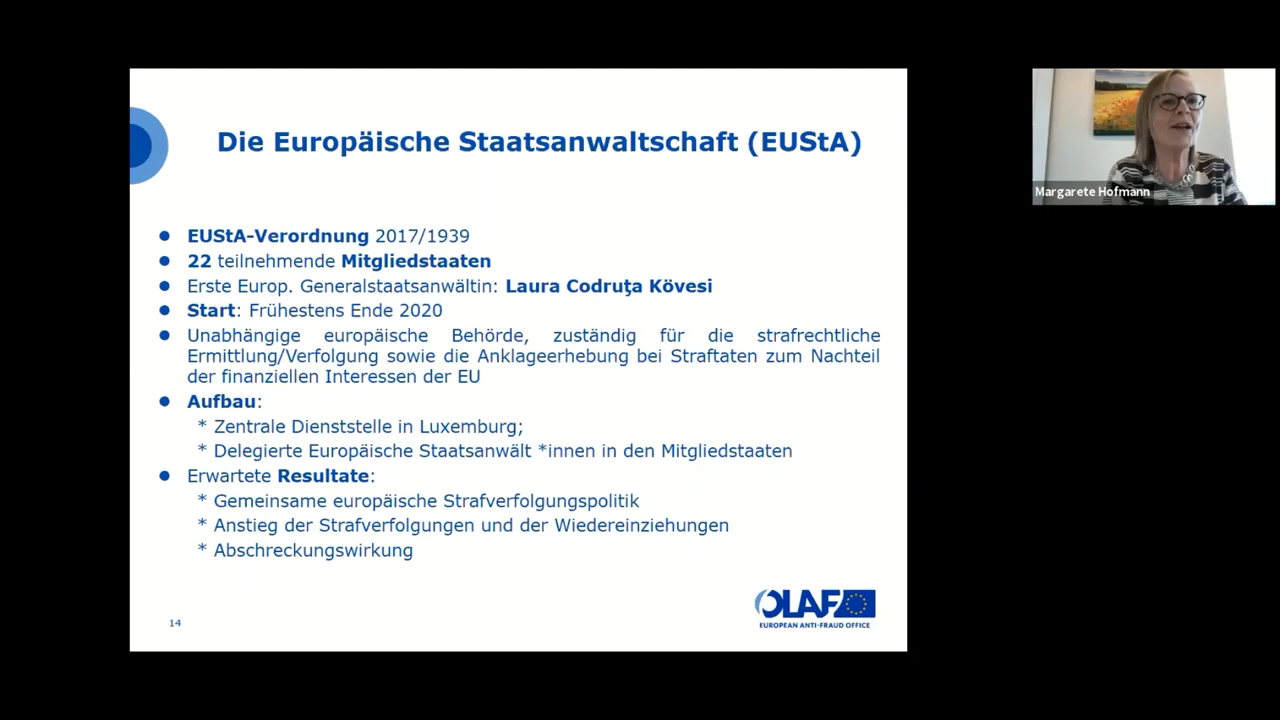 Die Europäische Staatsanwaltschaft (EUStA)
● EUStA-Verordnung 2017/1939
● 22 teilnehmende Mitgliedstaaten
● Erste Europ. Generalstaatsanwältin: Laura Codruţa Kövesi
● Start: Frühestens Ende 2020
● Unabhängige europäische Behörde, zuständig für die strafrechtliche
Ermittlung/Verfolgung sowie die Anklageerhebung bei Straftaten zum Nachteil
der finanziellen Interessen der EU
● Aufbau:
* Zentrale Dienststelle in Luxemburg;
* Delegierte Europäische Staatsanwält *innen in den Mitgliedstaaten
● Erwartete Resultate:
* Gemeinsame europäische Strafverfolgungspolitik
* Anstieg der Strafverfolgungen und der Wiedereinziehungen
* Abschreckungswirkung
14
OLAF
EUROPEAN ANTI-FRAUD OFFICE
Margarete Hofmann